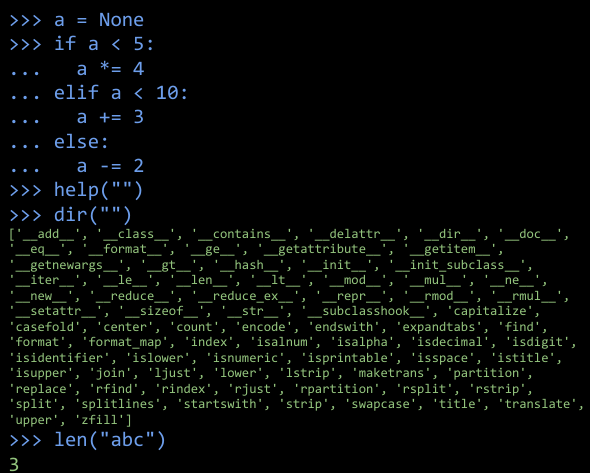 >>> a = None
>>> if a < 5:
...   a *= 4
... elif a < 10:
...   a += 3
... else:
...   a -= 2
>>> help("")
>>> dir("")
['__add__', '__class__', '__contains__', '__delattr__', '__dir__', '__doc__',
'__eq__', '__format__', '__ge__', '__getattribute__', '__getitem__',
'__getnewargs__', '__gt__', '__hash__', '__init__', '__init_subclass__',
'__iter__', '__le__', '__len__', '__lt__', '__mod__', '__mul__', '__ne__',
'__new__', '__reduce__', '__reduce_ex__', '__repr__', '__rmod__', '__rmul__',
'__setattr__', '__sizeof__', '__str__', '__subclasshook__', 'capitalize',
'casefold', 'center', 'count', 'encode', 'endswith', 'expandtabs', 'find',
'format', 'format_map', 'index', 'isalnum', 'isalpha', 'isdecimal', 'isdigit',
'isidentifier', 'islower', 'isnumeric', 'isprintable', 'isspace', 'istitle',
'isupper', 'join', 'ljust', 'lower', 'lstrip', 'maketrans', 'partition',
'replace', 'rfind', 'rindex', 'rjust', 'rpartition', 'rsplit', 'rstrip',
'split', 'splitlines', 'startswith', 'strip', 'swapcase', 'title', 'translate',
'upper', 'zfill']
>>> len("abc")
3